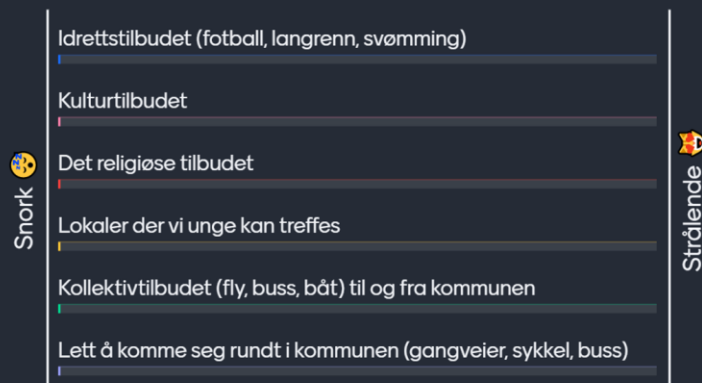 Idrettstilbudet (fotball, langrenn, svømming)
Kulturtilbudet
Det religiøse tilbudet
Lokaler der vi unge kan treffes
Kollektivtilbudet (fly, buss, båt) til og fra kommunen
Lett å komme seg rundt i kommunen (gangveier, sykkel, buss)
Snork
Strålende